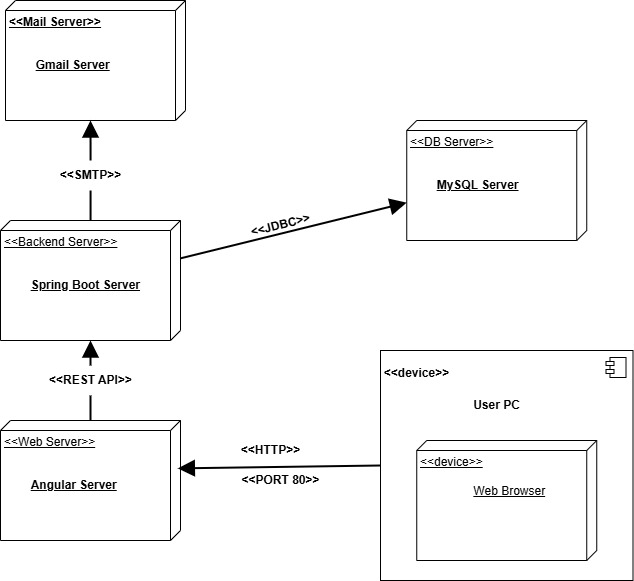 <<Mail Server>>
Gmail Server
<<SMTP>>
<<DB Server>>
MySQL Server
<<JDBC>>
<<Backend Server>>
Spring Boot Server
<<REST API>>
<<device>>
User PC
<<Web Server>>
Angular Server
<<HTTP>>
<<PORT 80>>
<<device>>
Web Browser